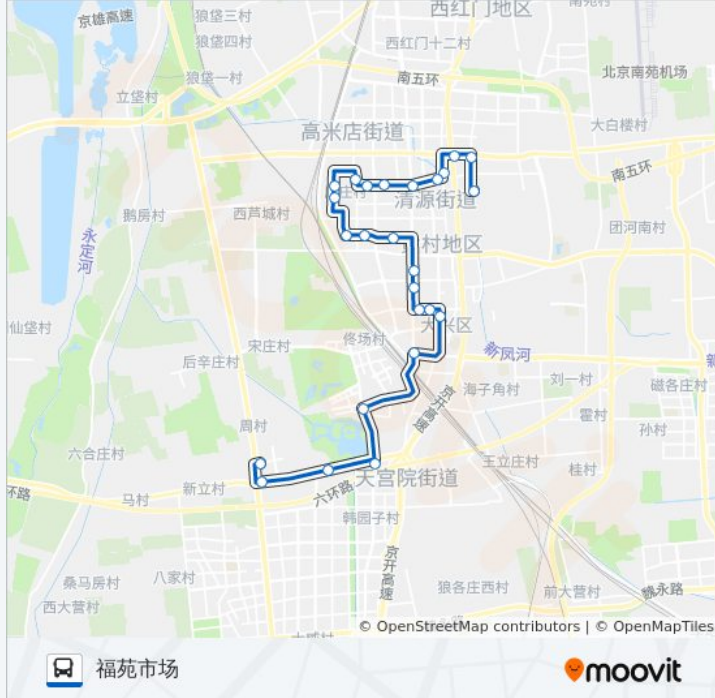 西红门地区
京雄高速
狼垡三村
狼垡四村
西红门十二村
狼垡一村
南五环
北京南苑机场
立垡村
大白楼村
高米店街道
南五环
鹅房村
西芦城村
清源街道
团河南村
永定河
村地区
大兴区
佟场村
宋庄村
后辛庄村
新凤河
海子角村
刘一村
磁各庄村
京开高速
霍村
孙村
周村
六合庄村
王立庄村
桂村
天宫院街道
新立村
马村
六环路
环路
韩园子村
京开高速
八家村
桑马房村
狼各庄西村
前大营村
魏永路
西大营村
© OpenStreetMap contributors | © OpenMapTiles
福苑市场
moovit